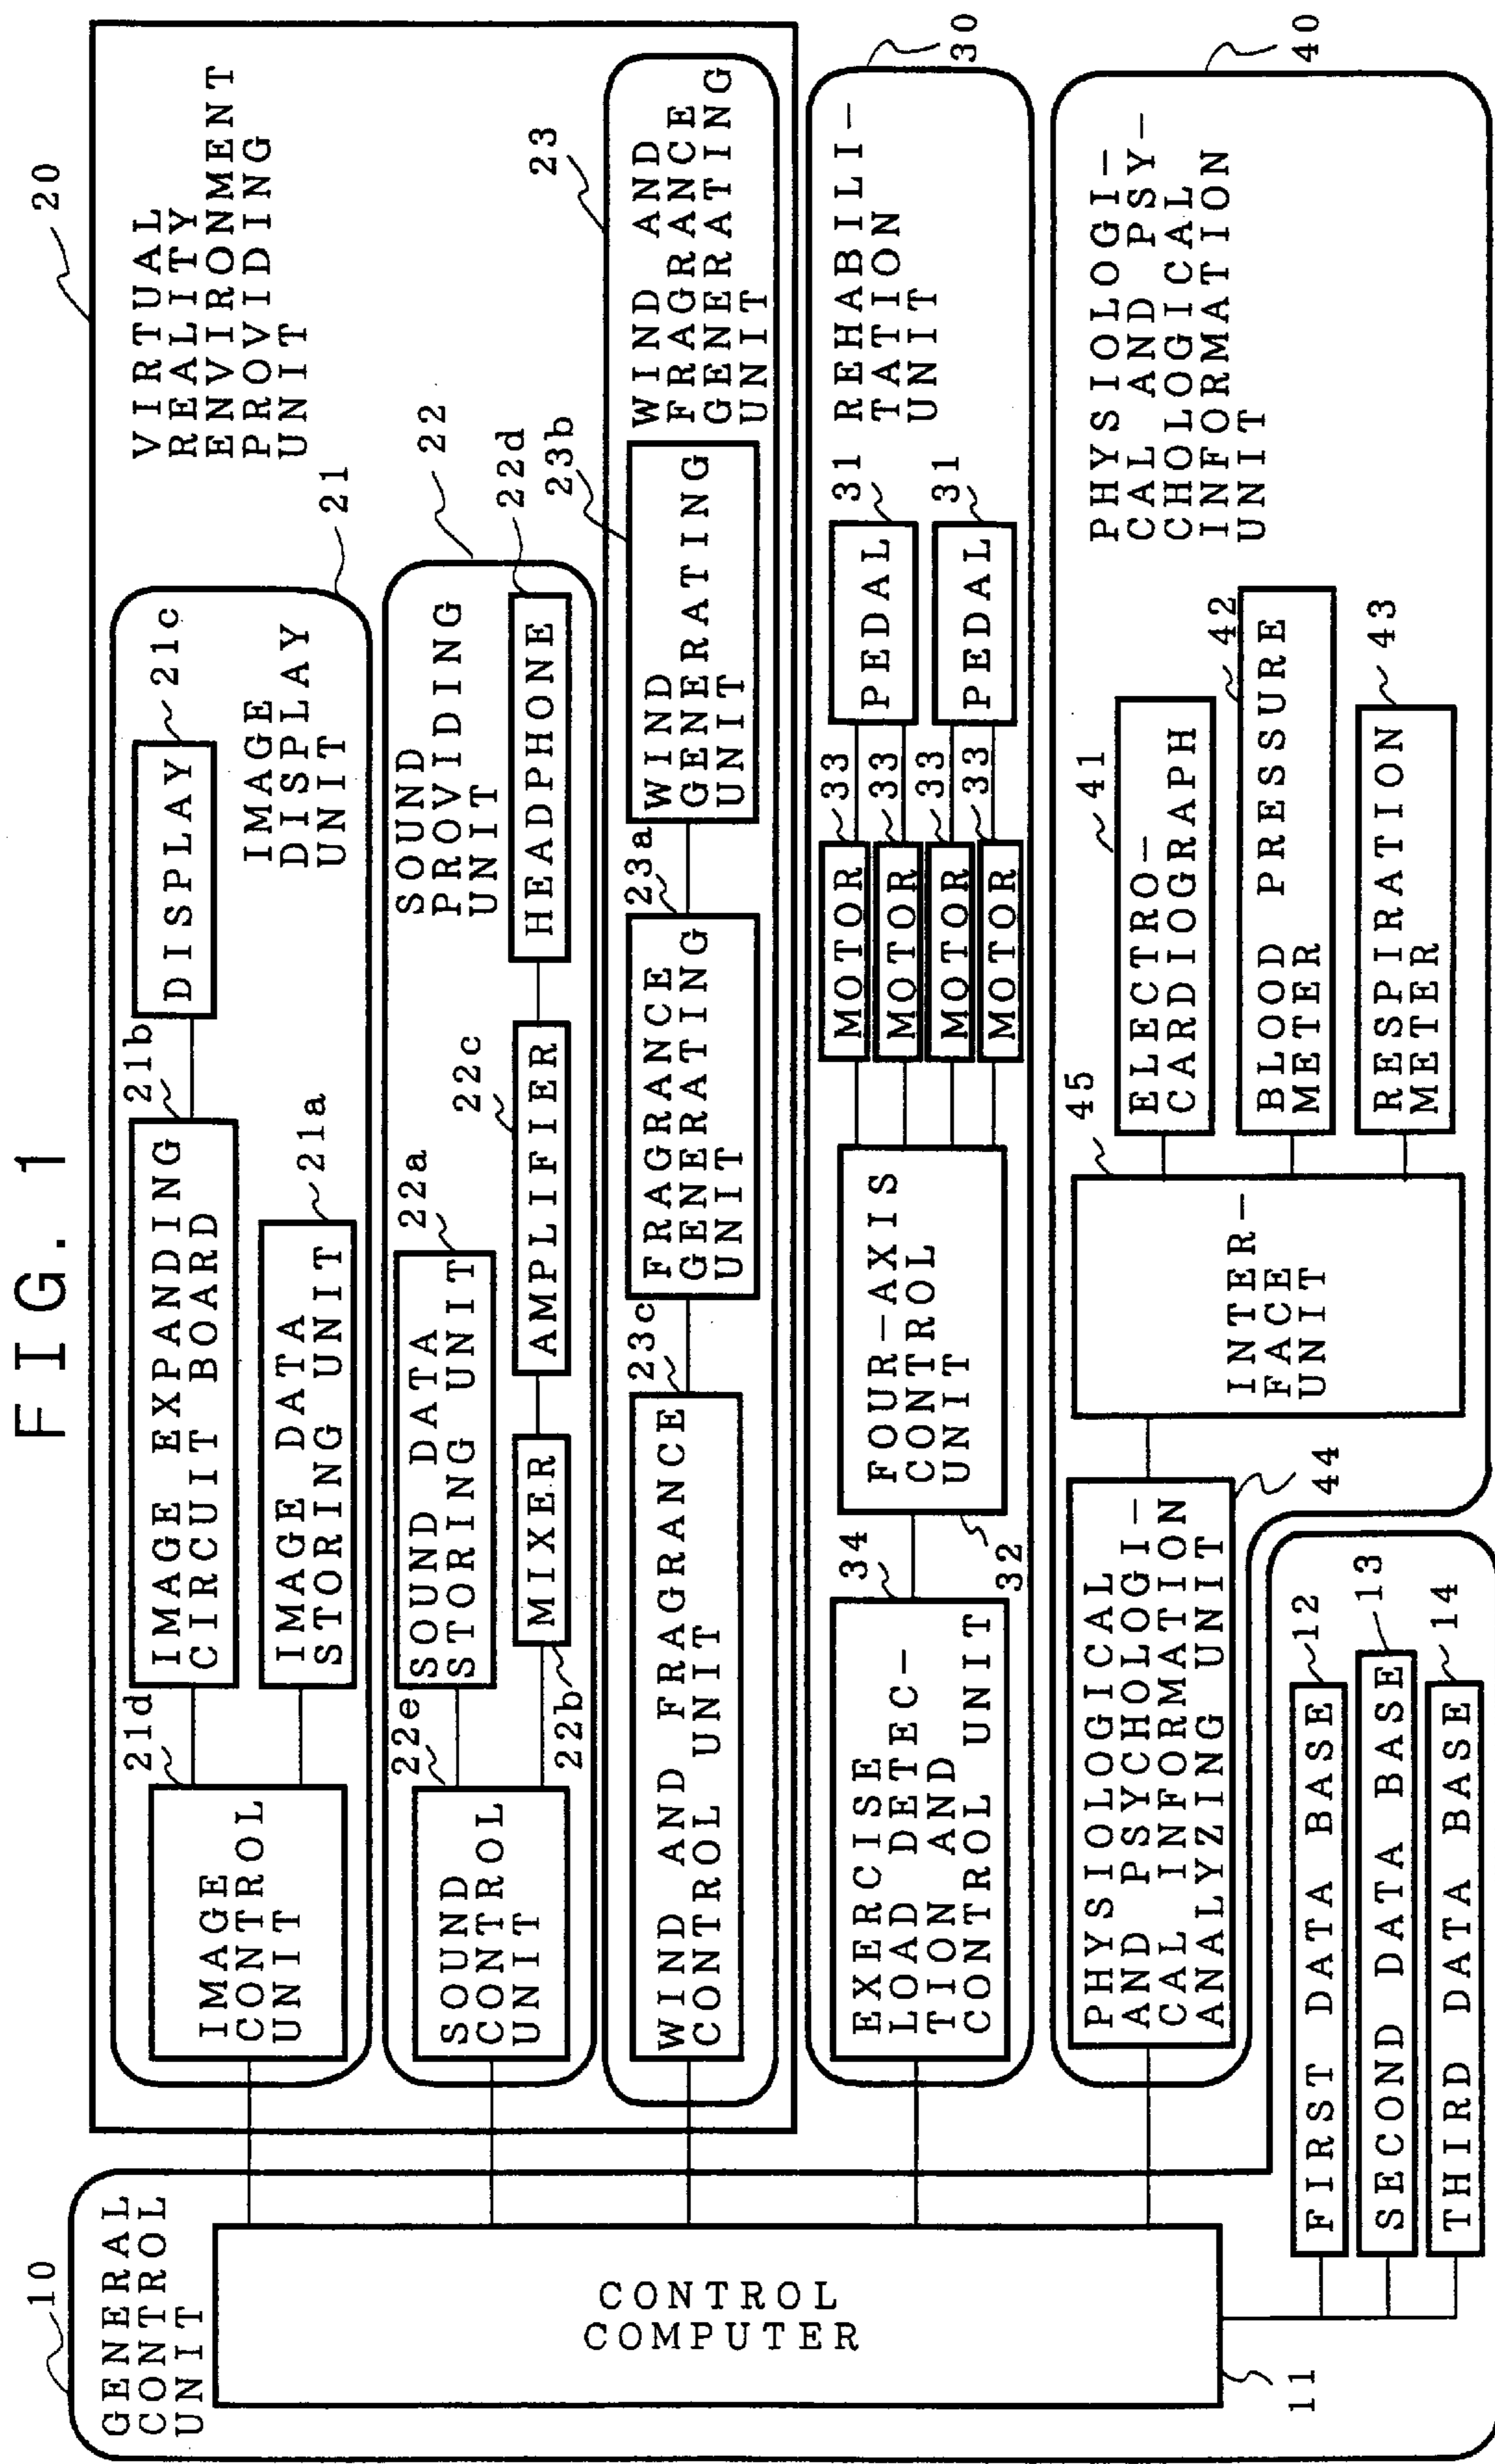 FIG. 1
10
GENERAL
CONTROL
UNIT
CONTROL
COMPUTER
11
FIRST DATA BASE
12
SECOND DATA BASE
13
THIRD DATA BASE
14
20
VIRTUAL
REALITY
ENVIRONMENT
PROVIDING
UNIT
21
IMAGE
DISPLAY
UNIT
IMAGE
CONTROL
UNIT
21d
IMAGE EXPANDING
CIRCUIT BOARD
21b
IMAGE DATA
STORING UNIT
21a
DISPLAY
21c
22
SOUND
PROVIDING
UNIT
SOUND
CONTROL
UNIT
22e
SOUND DATA
STORING UNIT
22a
MIXER
22b
AMPLIFIER
22c
HEADPHONE
22d
23
WIND AND
FRAGRANCE
GENERATING
UNIT
WIND AND FRAGRANCE
CONTROL UNIT
23c
FRAGRANCE
GENERATING
UNIT
23a
WIND
GENERATING
UNIT
23b
30
REHABILI-
TATION
UNIT
EXERCISE
LOAD DETEC-
TION AND
CONTROL UNIT
34
FOUR-AXIS
CONTROL
UNIT
32
MOTOR
33
MOTOR
33
MOTOR
33
MOTOR
33
PEDAL
31
PEDAL
31
40
PHYSIOLOGI-
CAL AND PSY-
CHOLOGICAL
INFORMATION
UNIT
PHYSIOLOGICAL
AND PSYCHOLOGI-
CAL INFORMATION
ANALYZING UNIT
44
INTER-
FACE
UNIT
45
ELECTRO-
CARDIOGRAPH
41
BLOOD PRESSURE
METER
42
RESPIRATION
METER
43